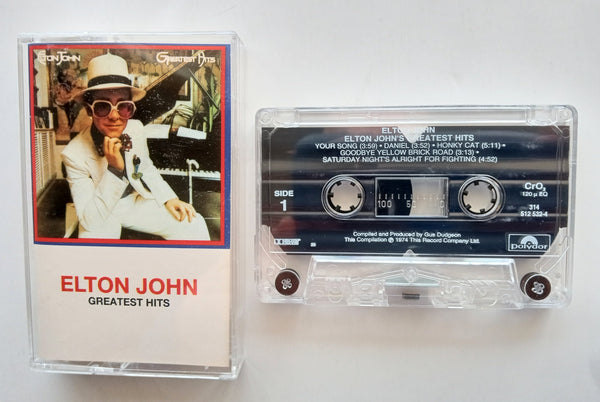 ELTON JOHN
GREATEST HITS
ELTON JOHN
GREATEST HITS
ELTON JOHN
ELTON JOHN'S GREATEST HITS
YOUR SONG (3:59) • DANIEL (3:52) • HONKY CAT (5:11) •
GOODBYE YELLOW BRICK ROAD (3:13) •
SATURDAY NIGHT'S ALRIGHT FOR FIGHTING (4:52)
SIDE
1
100 50 0
CrO₂
120 µ EQ
314
512 532-4
Compiled and Produced by Gus Dudgeon
This Compilation ℗ 1974 This Record Company Ltd.
polydor